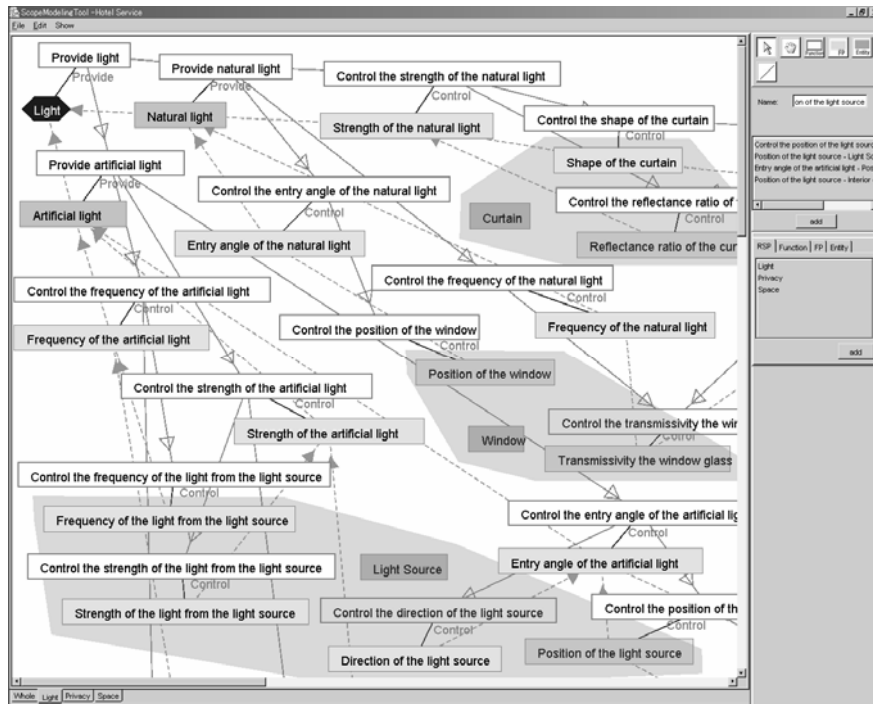 ScopeModelingTool -Hotel Service
File Edit Show
Provide light
Provide
Light
Provide natural light
Provide
Natural light
Control the strength of the natural light
Control
Strength of the natural light
Control the shape of the curtain
Control
Shape of the curtain
Provide artificial light
Provide
Artificial light
Control the entry angle of the natural light
Control
Entry angle of the natural light
Curtain
Control the reflectance ratio of
Control
Reflectance ratio of the cur
Control the frequency of the artificial light
Control
Frequency of the artificial light
Control the frequency of the natural light
Control
Frequency of the natural light
Control the position of the window
Control
Position of the window
Window
Control the strength of the artificial light
Control
Strength of the artificial light
Control the transmissivity the win
Control
Transmissivity the window glass
Control the frequency of the light from the light source
Control
Frequency of the light from the light source
Control the strength of the light from the light source
Control
Strength of the light from the light source
Light Source
Control the entry angle of the artificial lig
Control
Entry angle of the artificial light
Control the direction of the light source
Control
Direction of the light source
Control the position of th
Control
Position of the light source
Whole Light Privacy Space
Function FP Entity
Name: on of the light source
Control the position of the light sourc
Position of the light source - Light So
Entry angle of the artificial light - Pos
Position of the light source - Interior
add
RSP Function FP Entity
Light
Privacy
Space
add